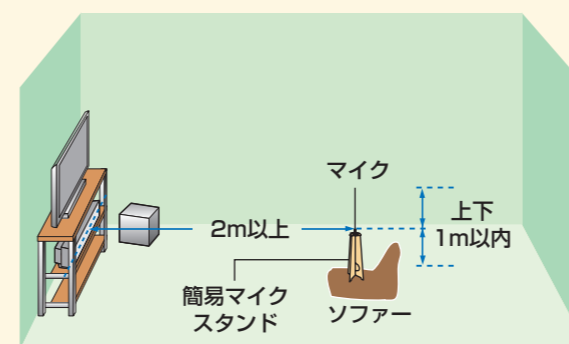 マイク
上下
1m以内
2m以上
簡易マイク
スタンド
ソファー